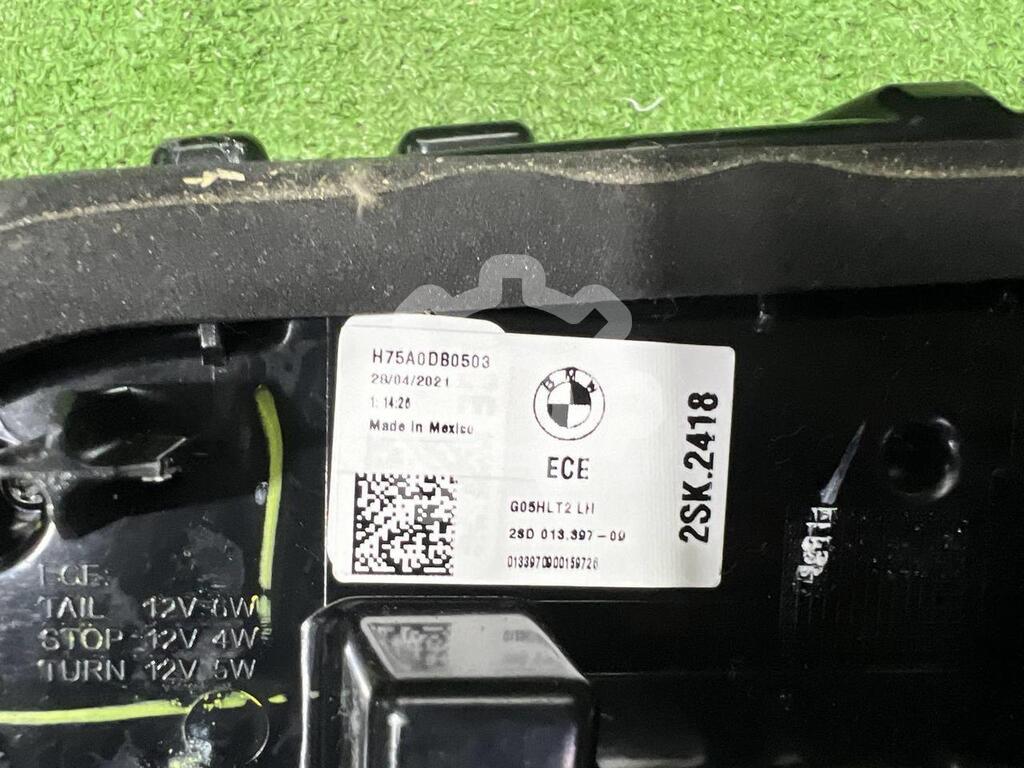 H75A0DB0503
28/04/2021
1: 14:26
Made in Mexico
BMW
ECE
G05HLT2 LH
2SD 013.397-09
0133970900159726
2SK.2418
ECE
TAIL 12V 6W
STOP 12V 4W
TURN 12V 5W